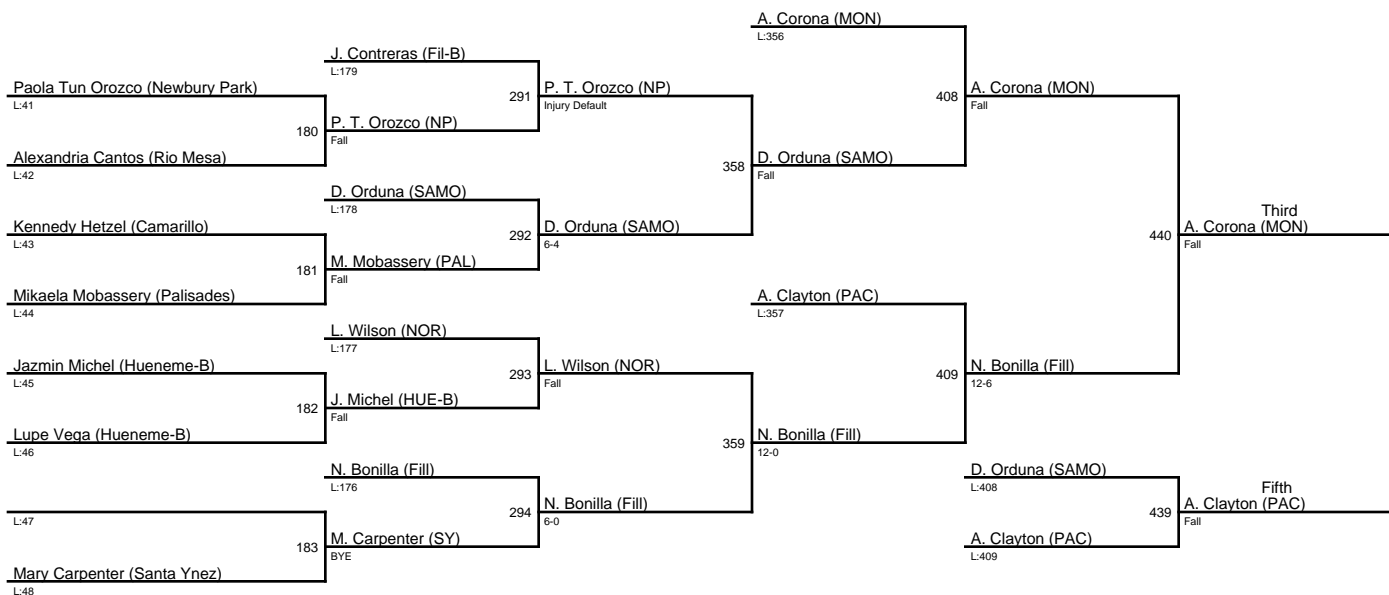 A. Corona (MON)
L:356
J. Contreras (Fil-B)
L:179
Paola Tun Orozco (Newbury Park)
L:41
291
P. T. Orozco (NP)
Injury Default
408
A. Corona (MON)
Fall
180
P. T. Orozco (NP)
Fall
Alexandria Cantos (Rio Mesa)
L:42
358
D. Orduna (SAMO)
Fall
D. Orduna (SAMO)
L:178
Kennedy Hetzel (Camarillo)
L:43
292
D. Orduna (SAMO)
6-4
440
Third
A. Corona (MON)
Fall
181
M. Mobassery (PAL)
Fall
Mikaela Mobassery (Palisades)
L:44
A. Clayton (PAC)
L:357
L. Wilson (NOR)
L:177
Jazmin Michel (Hueneme-B)
L:45
293
L. Wilson (NOR)
Fall
409
N. Bonilla (Fill)
12-6
182
J. Michel (HUE-B)
Fall
Lupe Vega (Hueneme-B)
L:46
359
N. Bonilla (Fill)
12-0
N. Bonilla (Fill)
L:176
D. Orduna (SAMO)
L:408
L:47
294
N. Bonilla (Fill)
6-0
439
Fifth
A. Clayton (PAC)
Fall
183
M. Carpenter (SY)
BYE
A. Clayton (PAC)
L:409
Mary Carpenter (Santa Ynez)
L:48